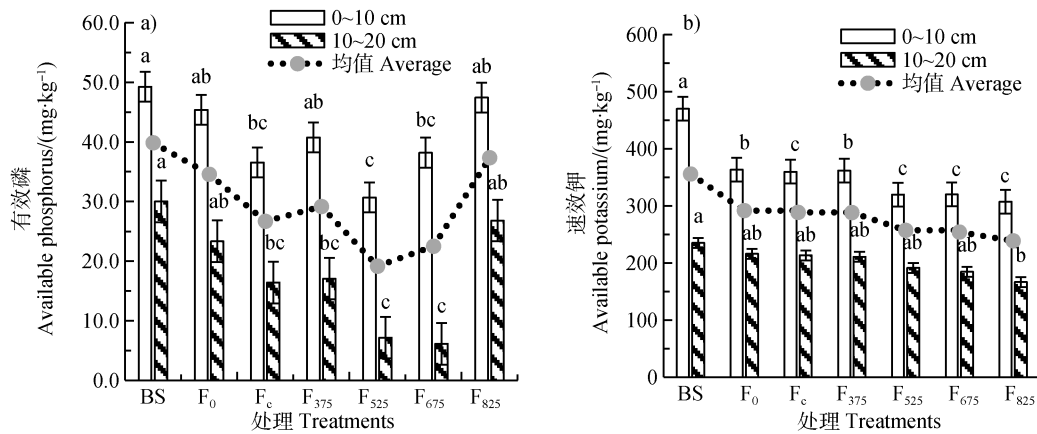 a)
0~10 cm
10~20 cm
均值 Average
有效磷
Available phosphorus/(mg·kg⁻¹)
60.0
50.0
40.0
30.0
20.0
10.0
0.0
a
ab
bc
ab
c
bc
ab
a
ab
bc
bc
c
c
ab
BS F₀ F꜀ F₃₇₅ F₅₂₅ F₆₇₅ F₈₂₅
处理 Treatments
b)
0~10 cm
10~20 cm
均值 Average
速效钾
Available potassium/(mg·kg⁻¹)
600
500
400
300
200
100
0
a
b
b
b
c
c
c
a
ab
ab
ab
ab
ab
b
BS F₀ F꜀ F₃₇₅ F₅₂₅ F₆₇₅ F₈₂₅
处理 Treatments